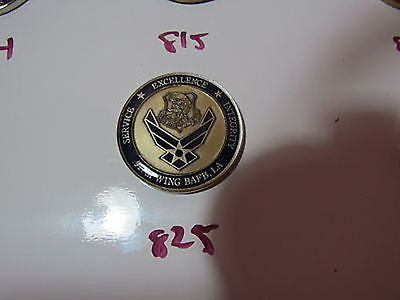 815
SERVICE ★ EXCELLENCE ★ INTEGRITY
WING BAFB, LA
825